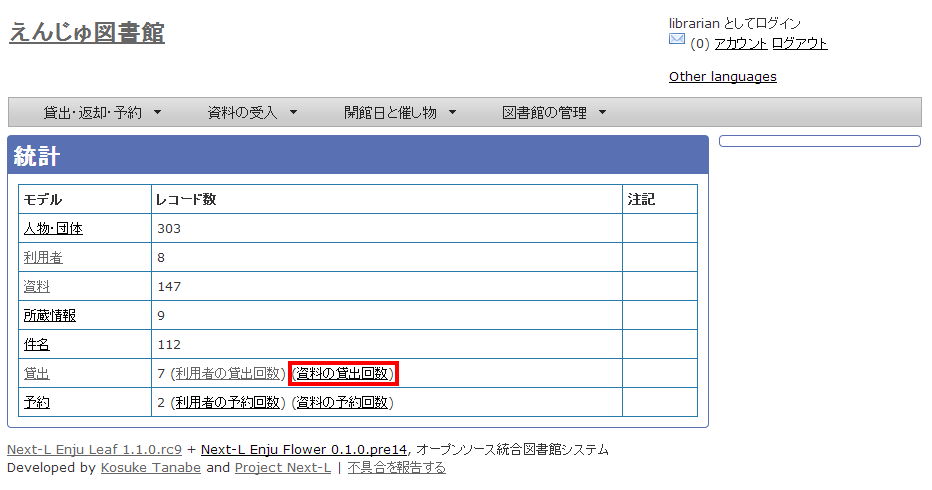 えんじゅ図書館
librarian としてログイン
(0) アカウント ログアウト
Other languages
貸出・返却・予約 資料の受入 開館日と催し物 図書館の管理
統計
モデル レコード数 注記
人物・団体 303
利用者 8
資料 147
所蔵情報 9
件名 112
貸出 7 (利用者の貸出回数) (資料の貸出回数)
予約 2 (利用者の予約回数) (資料の予約回数)
Next-L Enju Leaf 1.1.0.rc9 + Next-L Enju Flower 0.1.0.pre14, オープンソース統合図書館システム
Developed by Kosuke Tanabe and Project Next-L | 不具合を報告する